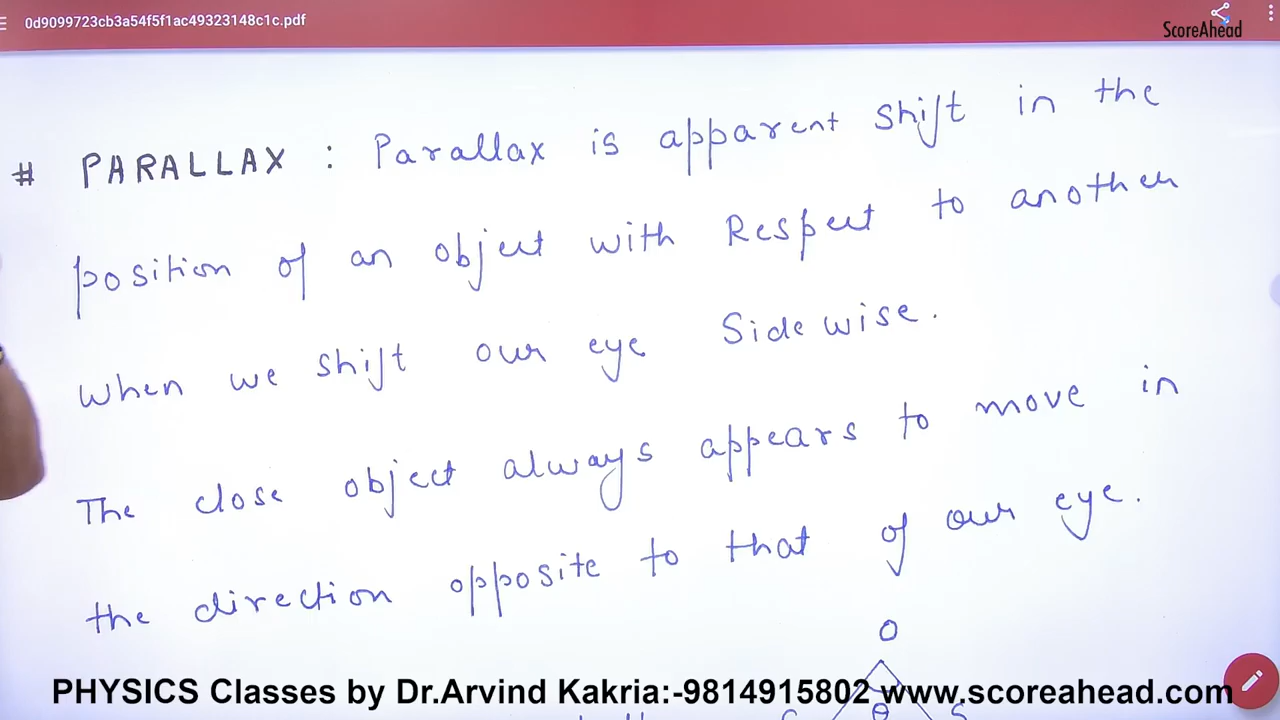 0d9099723cb3a54f5f1ac49323148c1c.pdf
ScoreAhead
# PARALLAX : Parallax is apparent shift in the
position of an object with Respect to another
when we shift our eye Sidewise.
The close object always appears to move in
the direction opposite to that of our eye.
O
θ
PHYSICS Classes by Dr.Arvind Kakria:-9814915802 www.scoreahead.com